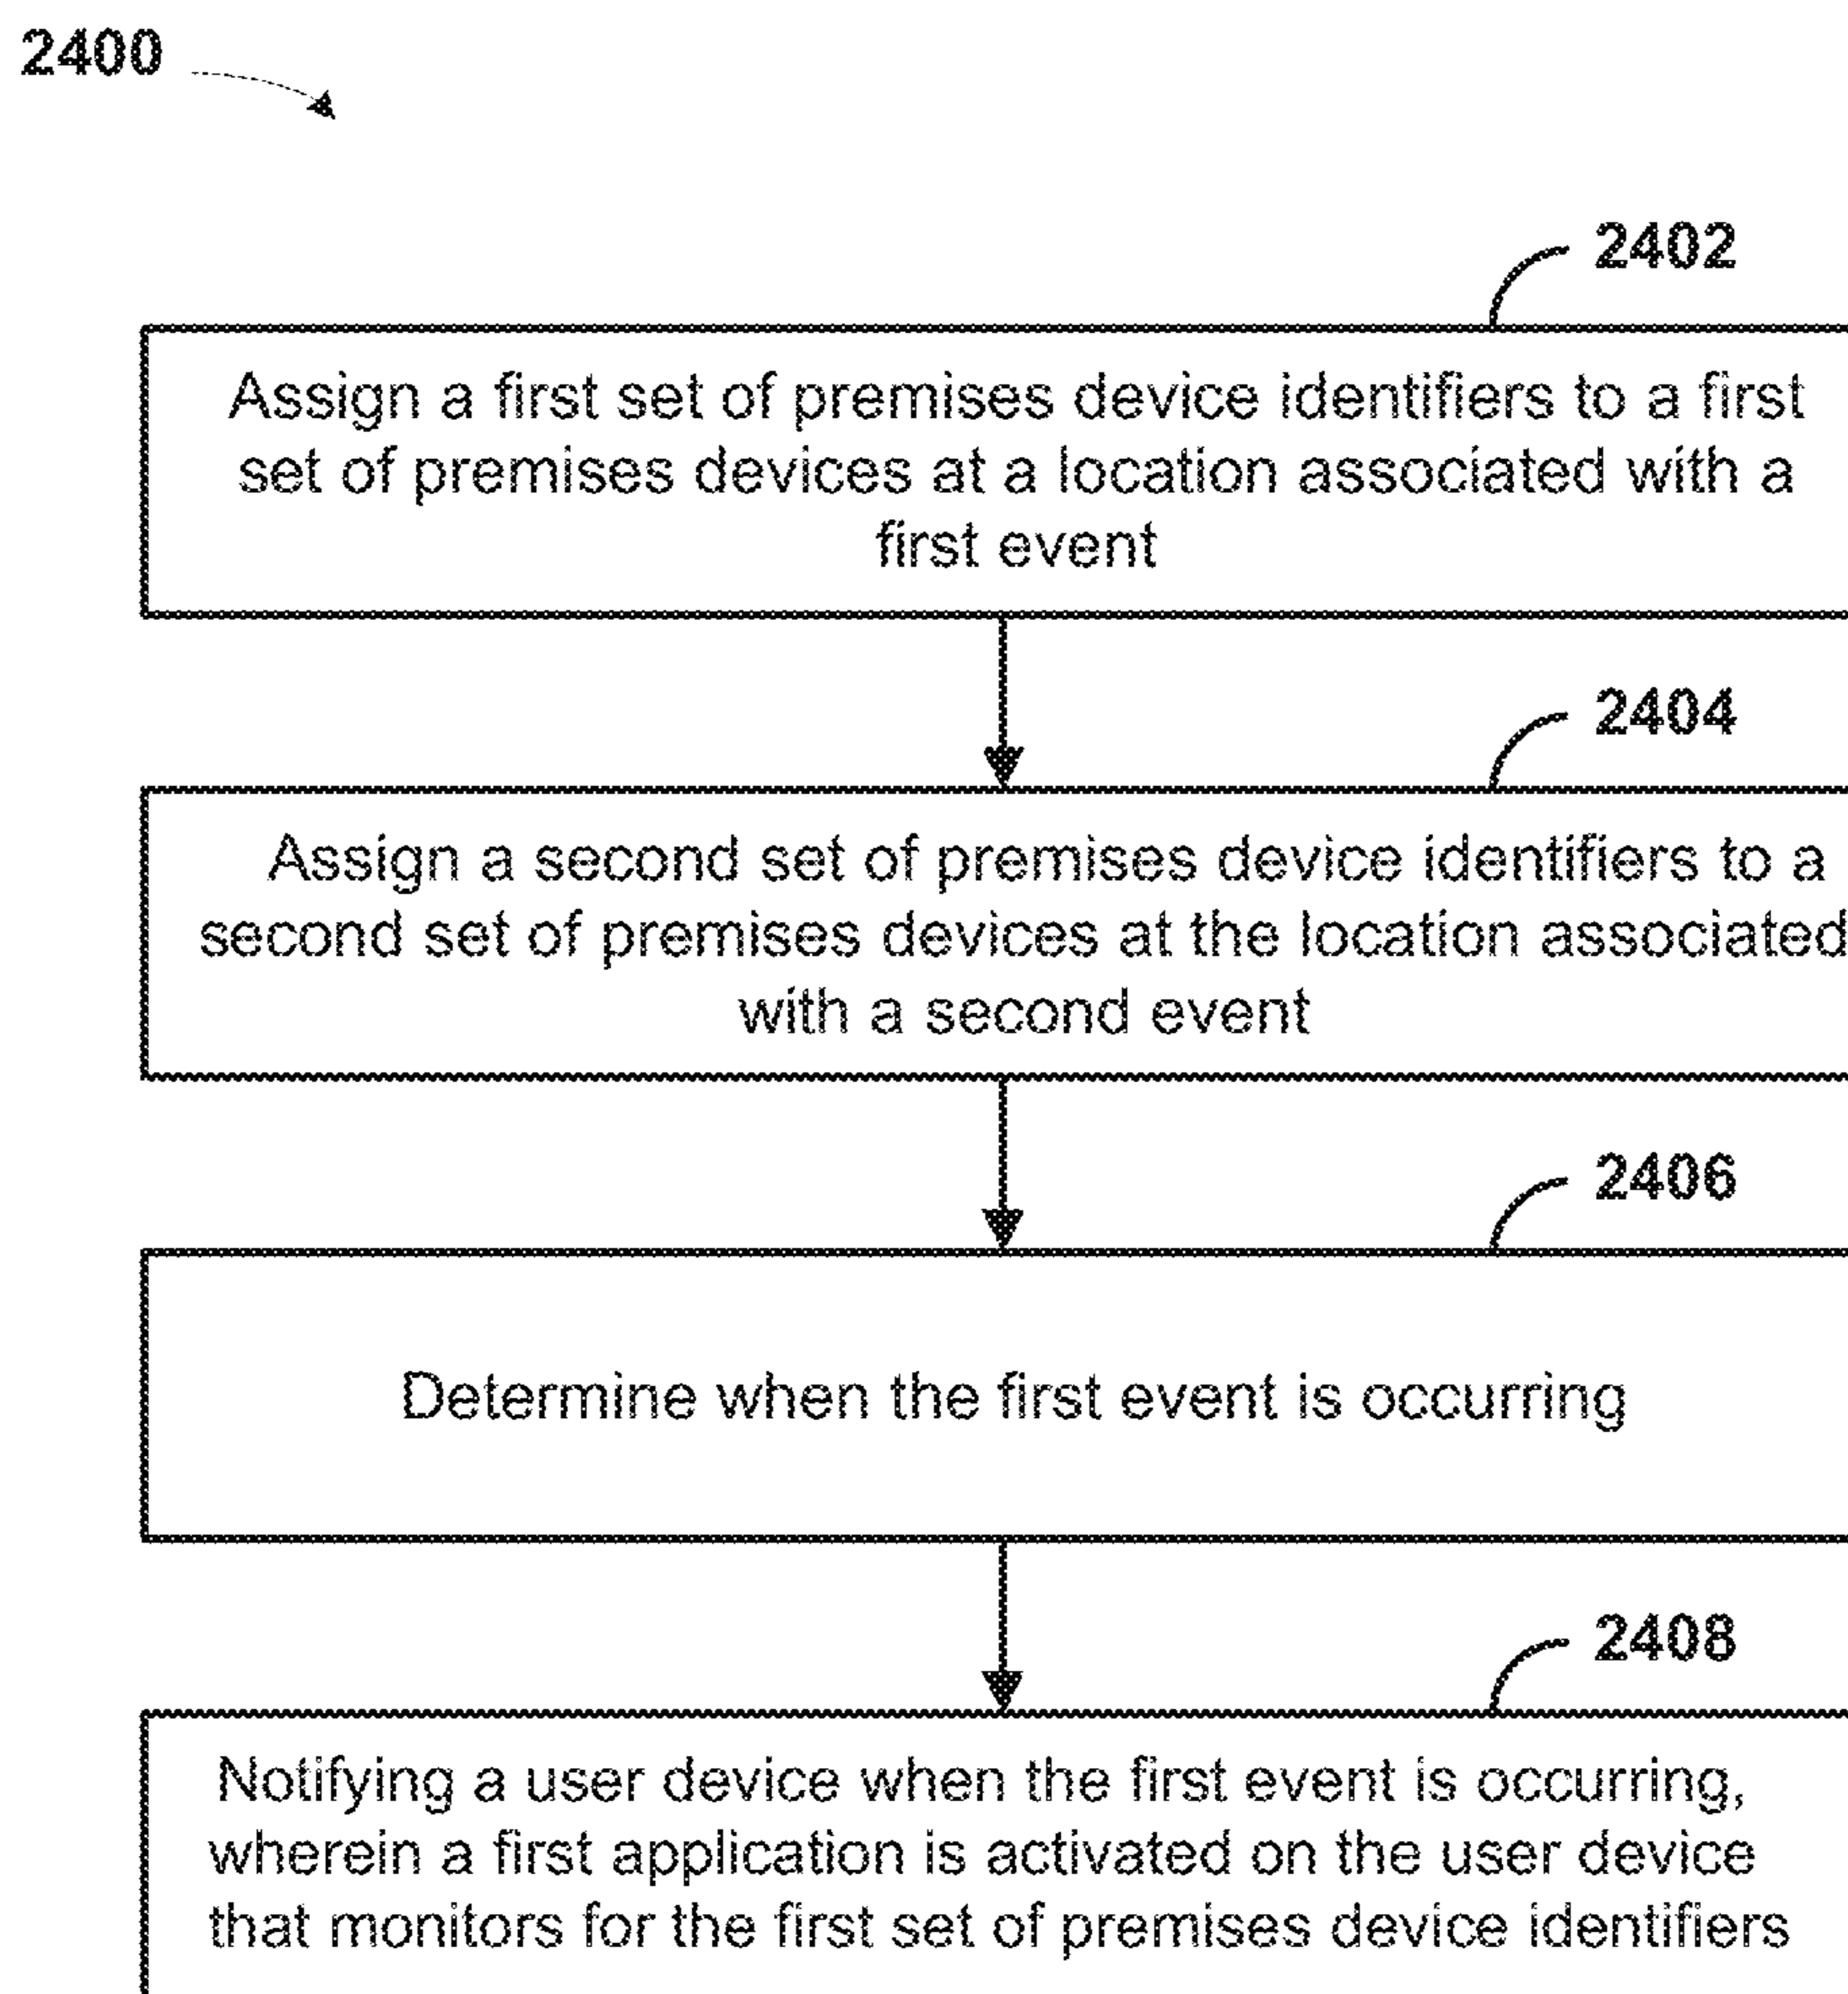 2400
2402
Assign a first set of premises device identifiers to a first
set of premises devices at a location associated with a
first event
2404
Assign a second set of premises device identifiers to a
second set of premises devices at the location associated
with a second event
2406
Determine when the first event is occurring
2408
Notifying a user device when the first event is occurring,
wherein a first application is activated on the user device
that monitors for the first set of premises device identifiers